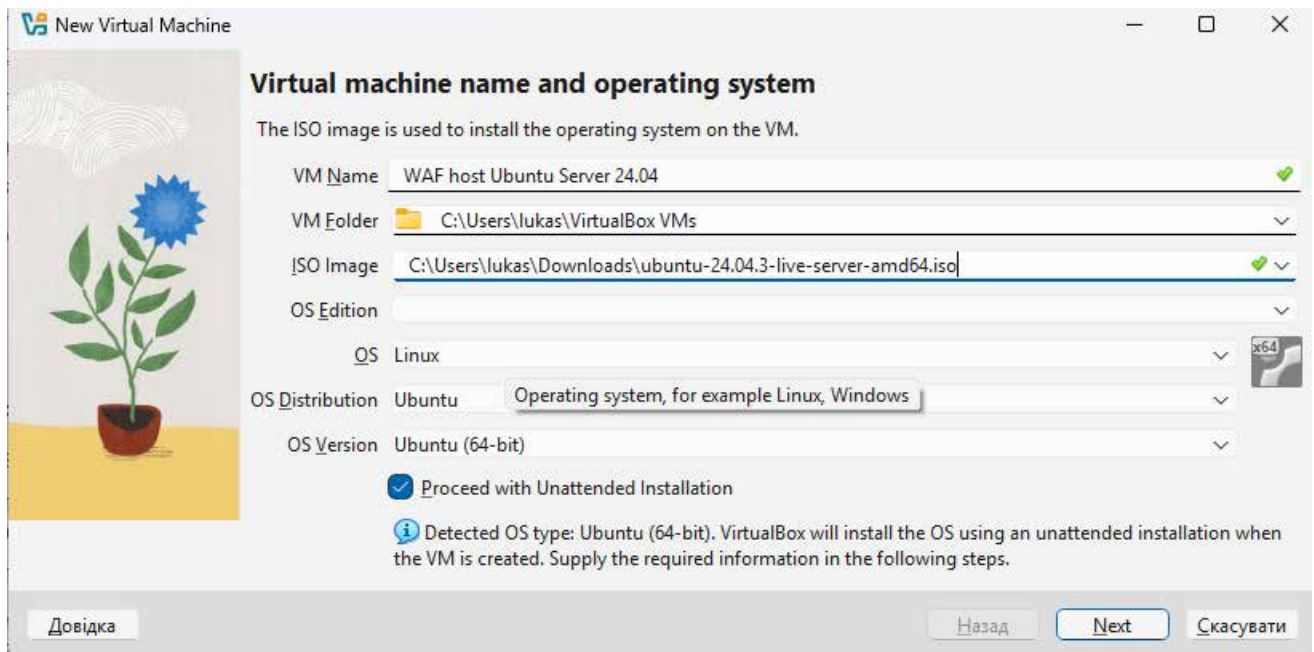 New Virtual Machine
Virtual machine name and operating system
The ISO image is used to install the operating system on the VM.
VM Name WAF host Ubuntu Server 24.04
VM Folder C:\Users\lukas\VirtualBox VMs
ISO Image C:\Users\lukas\Downloads\ubuntu-24.04.3-live-server-amd64.iso
OS Edition
OS Linux
x64
OS Distribution Ubuntu
Operating system, for example Linux, Windows
OS Version Ubuntu (64-bit)
Proceed with Unattended Installation
Detected OS type: Ubuntu (64-bit). VirtualBox will install the OS using an unattended installation when
the VM is created. Supply the required information in the following steps.
Довідка Назад Next Скасувати